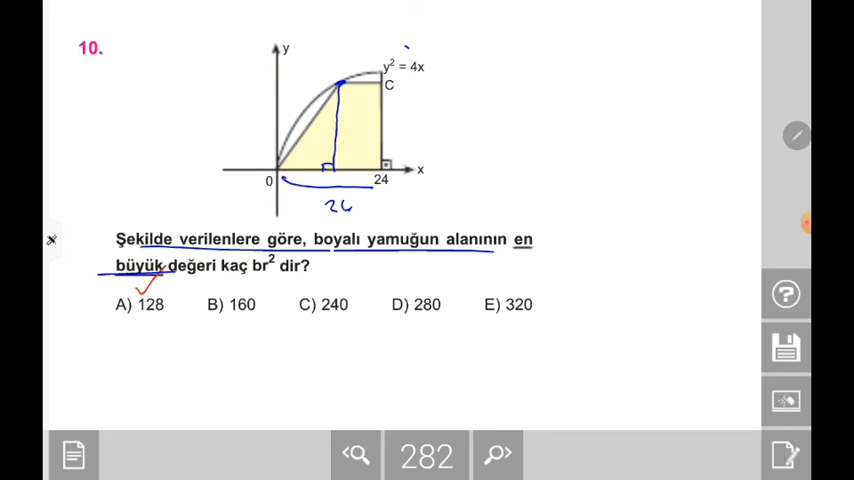 10.
y
y² = 4x
C
x
0
24
24
Şekilde verilenlere göre, boyalı yamuğun alanının en
büyük değeri kaç br² dir?
A) 128 B) 160 C) 240 D) 280 E) 320
282